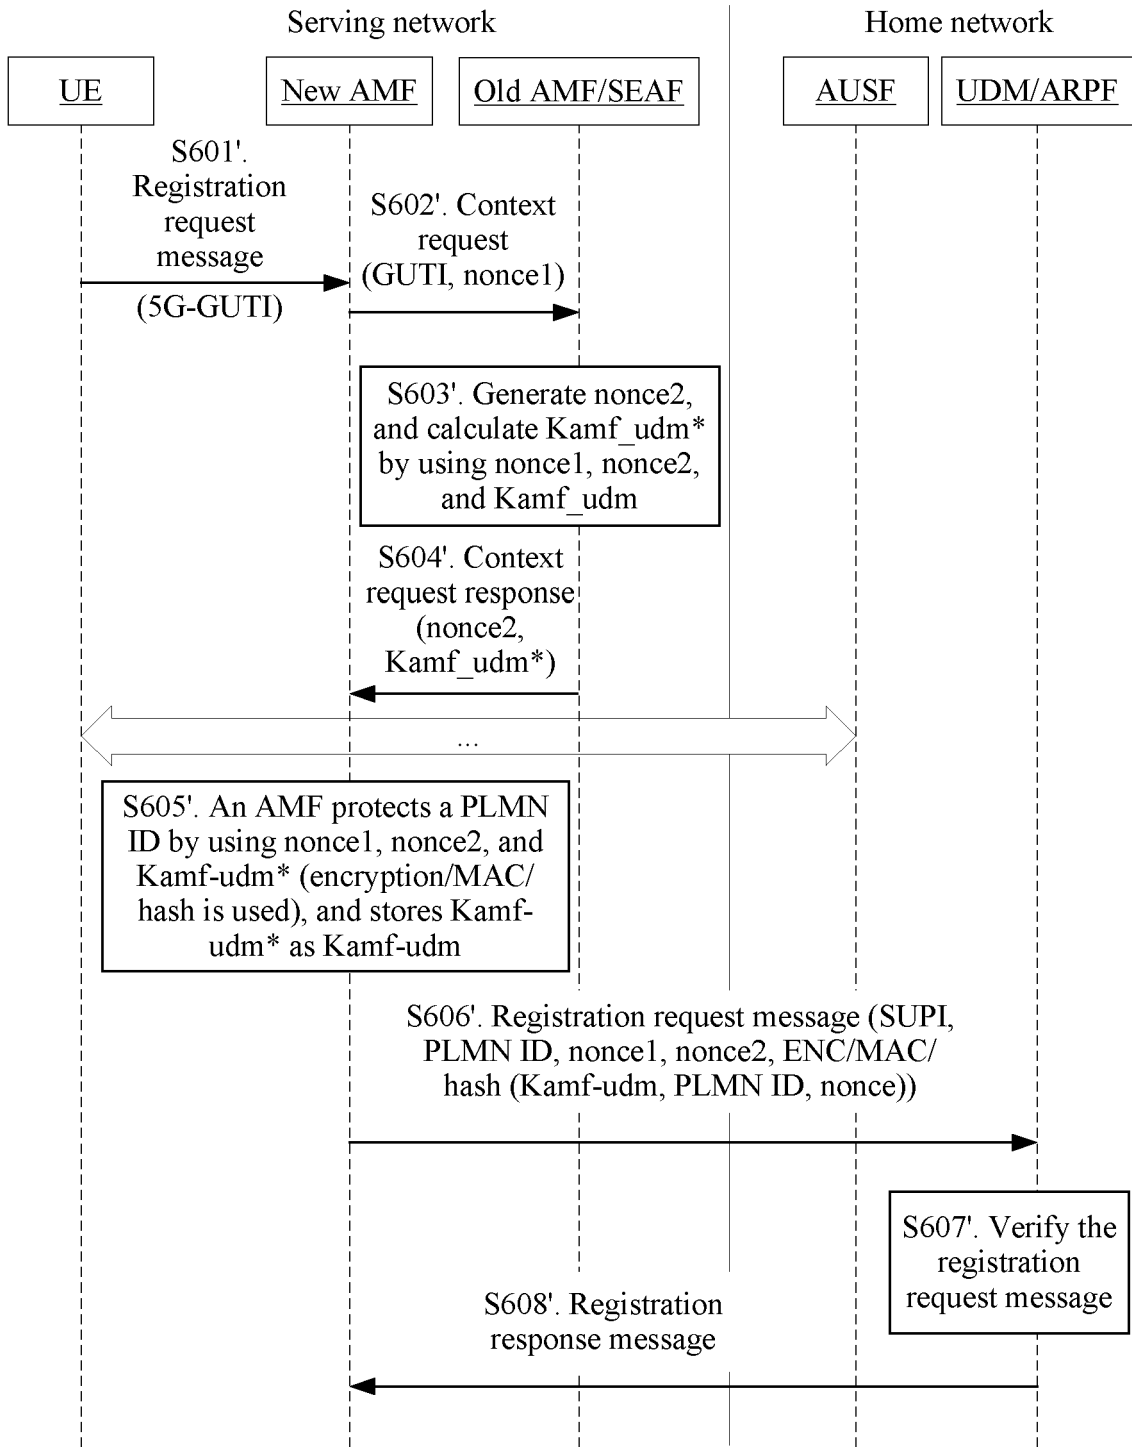 Serving network
Home network
UE
New AMF
Old AMF/SEAF
AUSF
UDM/ARPF
S601'.
Registration
request
message
(5G-GUTI)
S602'. Context
request
(GUTI, nonce1)
S603'. Generate nonce2,
and calculate Kamf_udm*
by using nonce1, nonce2,
and Kamf_udm
S604'. Context
request response
(nonce2,
Kamf_udm*)
...
S605'. An AMF protects a PLMN
ID by using nonce1, nonce2, and
Kamf-udm* (encryption/MAC/
hash is used), and stores Kamf-
udm* as Kamf-udm
S606'. Registration request message (SUPI,
PLMN ID, nonce1, nonce2, ENC/MAC/
hash (Kamf-udm, PLMN ID, nonce))
S607'. Verify the
registration
request message
S608'. Registration
response message